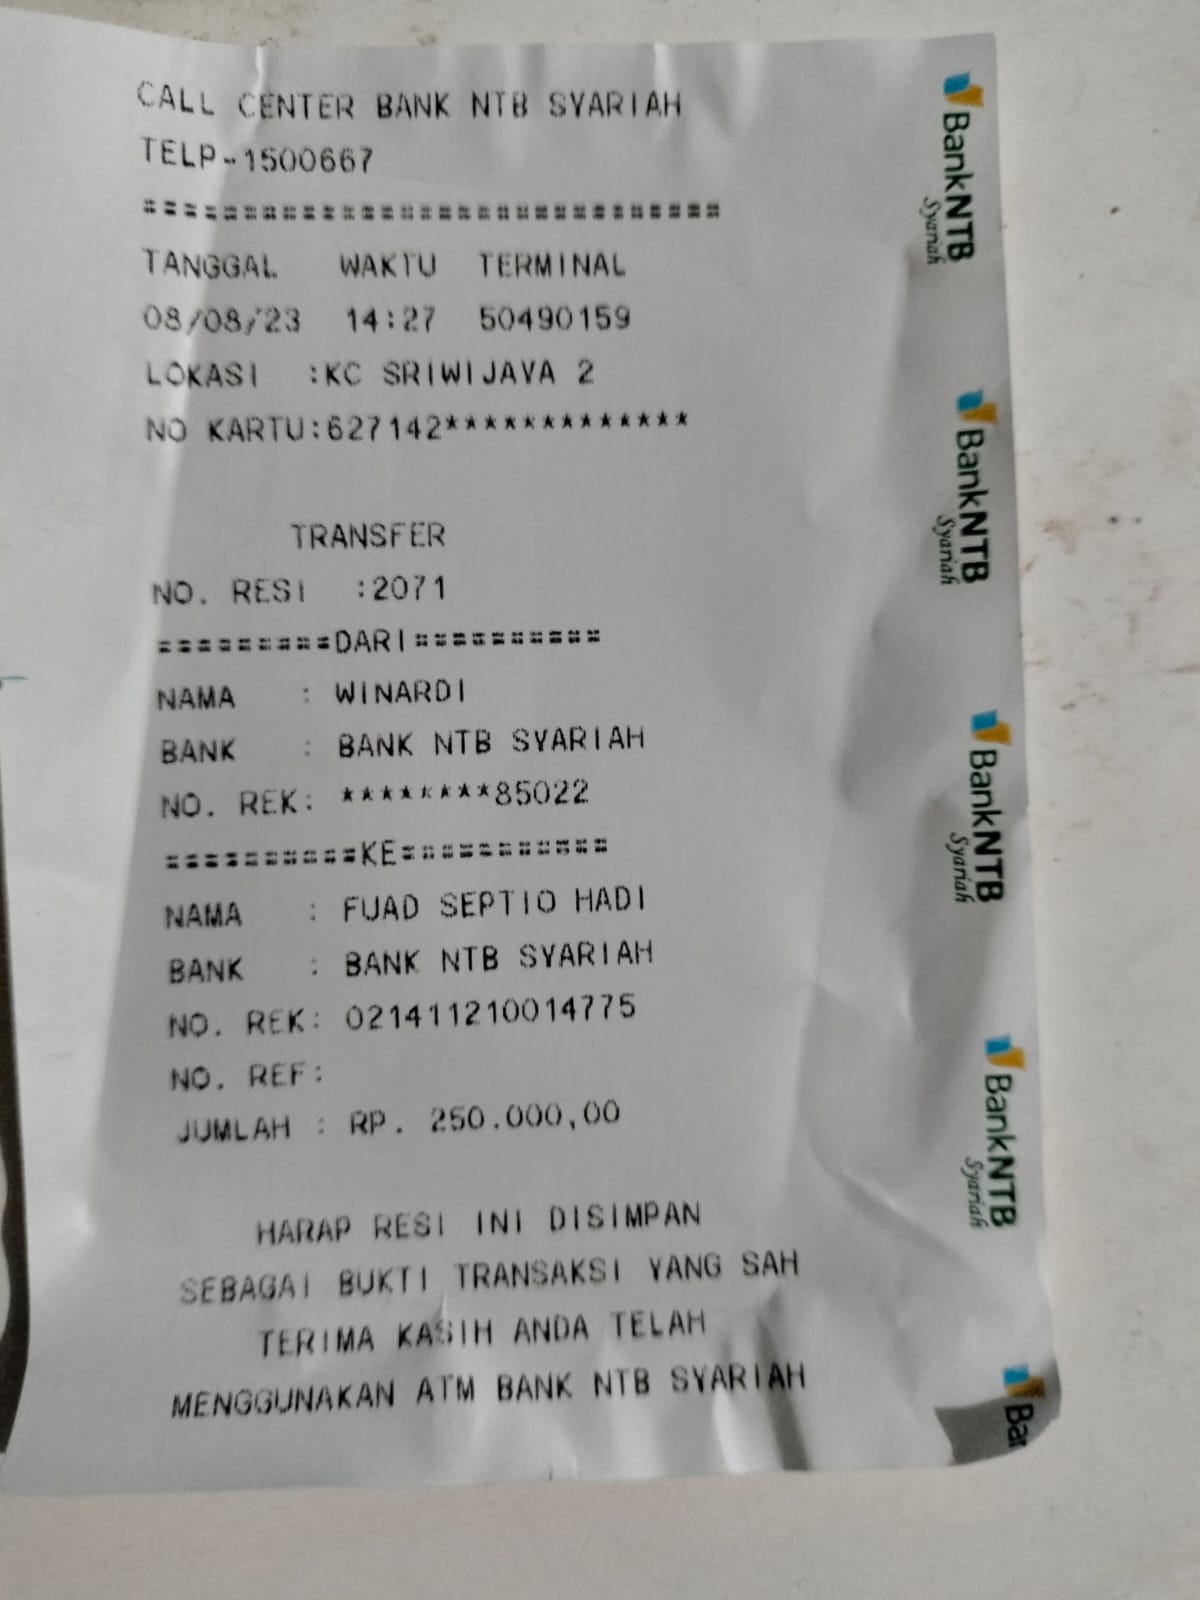 CALL CENTER BANK NTB SYARIAH
TELP-1500667
==============================
TANGGAL WAKTU TERMINAL
08/08/23 14:27 50490159
LOKASI :KC SRIWIJAYA 2
NO KARTU:627142*************
TRANSFER
NO. RESI :2071
=========DARI==========
NAMA : WINARDI
BANK : BANK NTB SYARIAH
NO. REK: ********85022
==========KE===========
NAMA : FUAD SEPTIO HADI
BANK : BANK NTB SYARIAH
NO. REK: 021411210014775
NO. REF:
JUMLAH : RP. 250.000,00
HARAP RESI INI DISIMPAN
SEBAGAI BUKTI TRANSAKSI YANG SAH
TERIMA KASIH ANDA TELAH
MENGGUNAKAN ATM BANK NTB SYARIAH
BankNTB
Syariah
BankNTB
Syariah
BankNTB
Syariah
BankNTB
Syariah
Ban